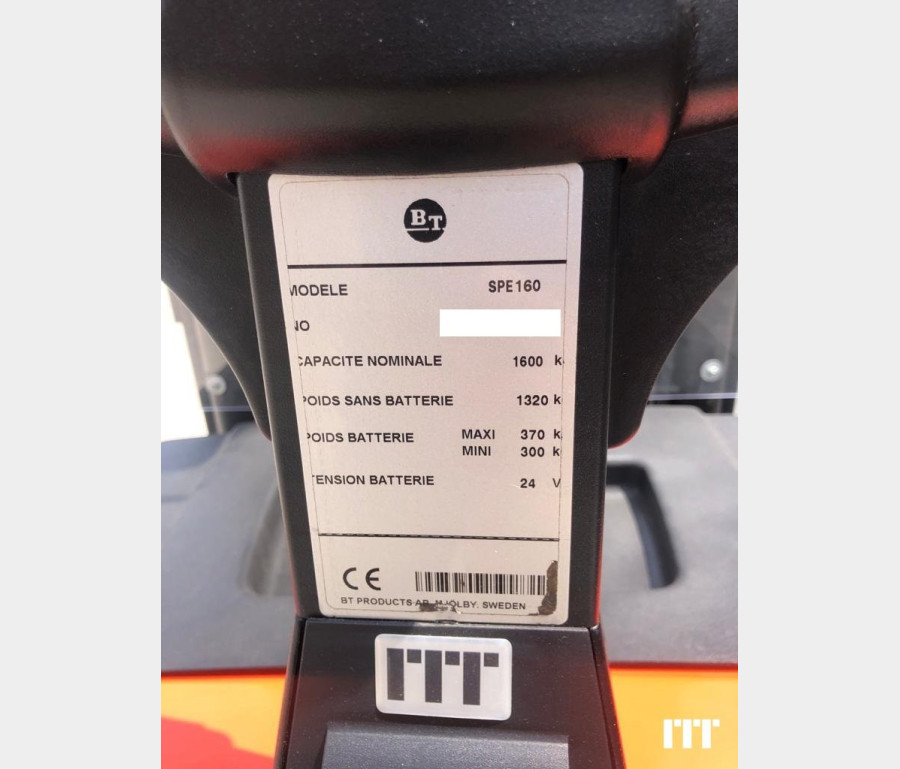 BT
MODELE SPE160
NO
CAPACITE NOMINALE 1600 k
POIDS SANS BATTERIE 1320 k
POIDS BATTERIE MAXI 370 k
MINI 300 k
TENSION BATTERIE 24 V
CE
BT PRODUCTS AB, MJÖLBY, SWEDEN
ITT
ITT